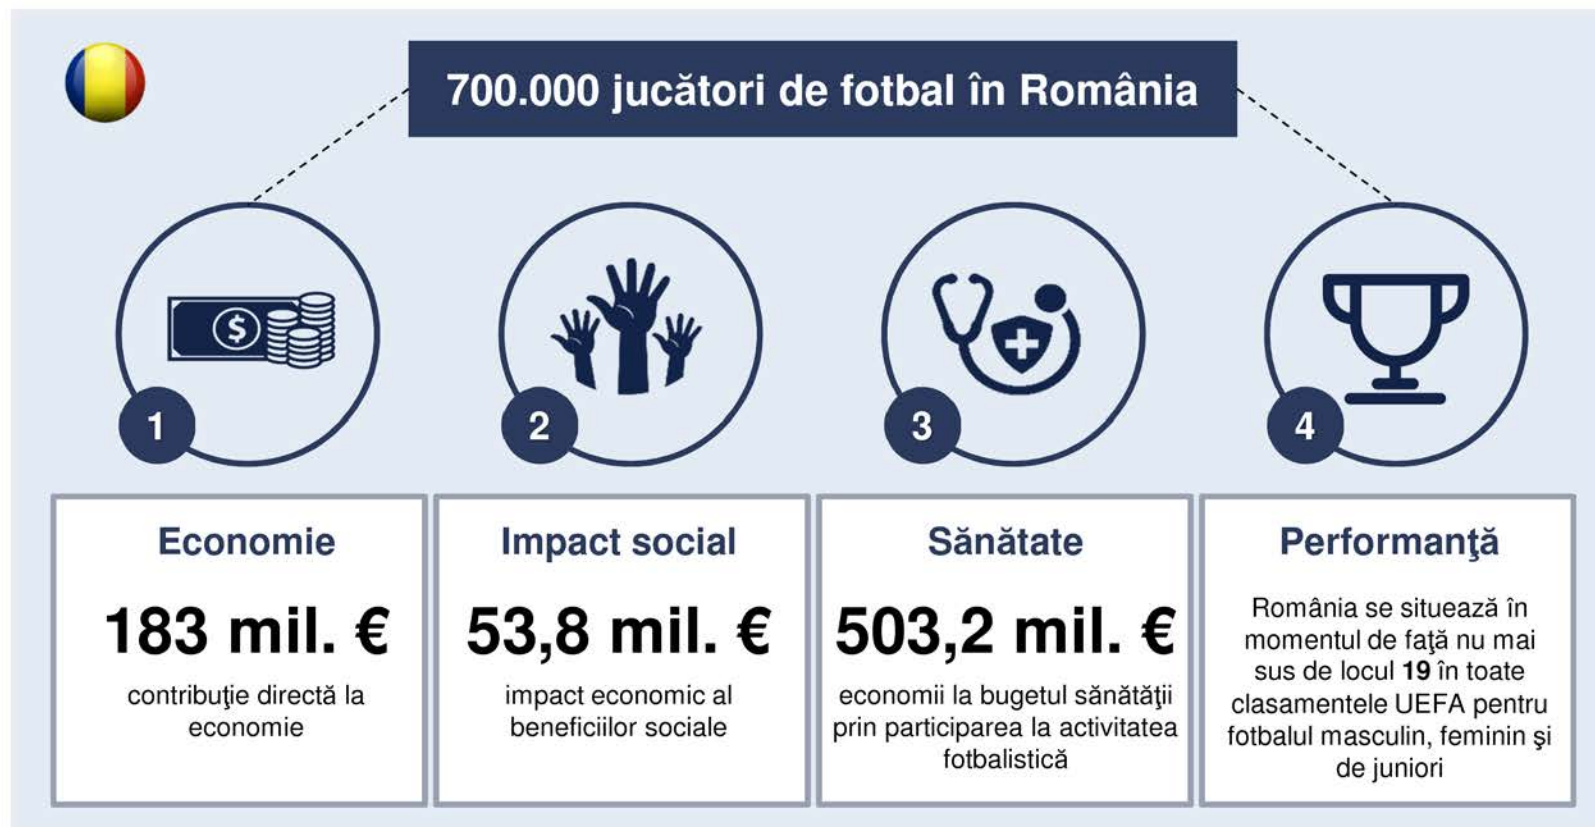 700.000 jucători de fotbal în România
$
1
2
3
4
Economie
183 mil. €
contribuţie directă la
economie
Impact social
53,8 mil. €
impact economic al
beneficiilor sociale
Sănătate
503,2 mil. €
economii la bugetul sănătăţii
prin participarea la activitatea
fotbalistică
Performanţă
România se situează în
momentul de faţă nu mai
sus de locul 19 în toate
clasamentele UEFA pentru
fotbalul masculin, feminin şi
de juniori